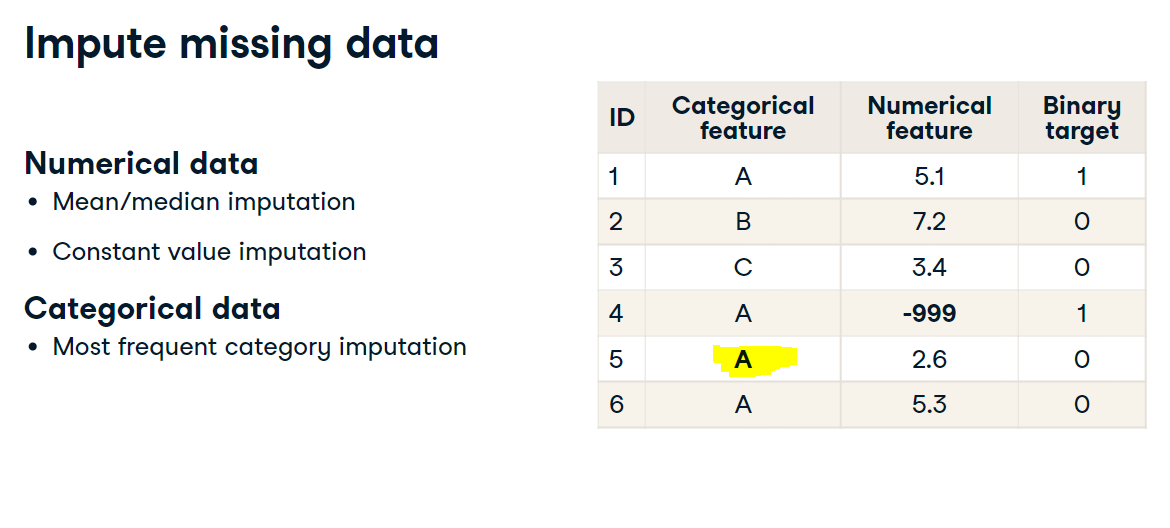 Impute missing data
Numerical data
• Mean/median imputation
• Constant value imputation
Categorical data
• Most frequent category imputation
ID Categorical feature Numerical feature Binary target
1 A 5.1 1
2 B 7.2 0
3 C 3.4 0
4 A -999 1
5 A 2.6 0
6 A 5.3 0